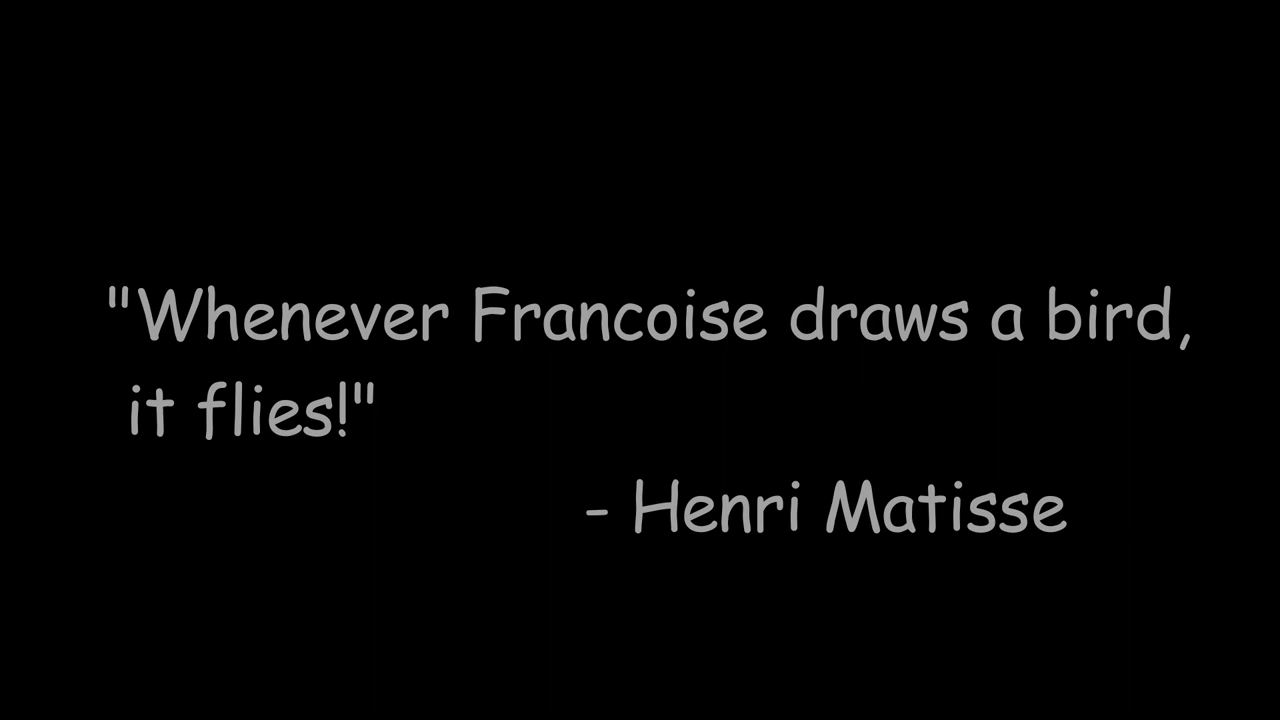 "Whenever Francoise draws a bird,
it flies!"
- Henri Matisse